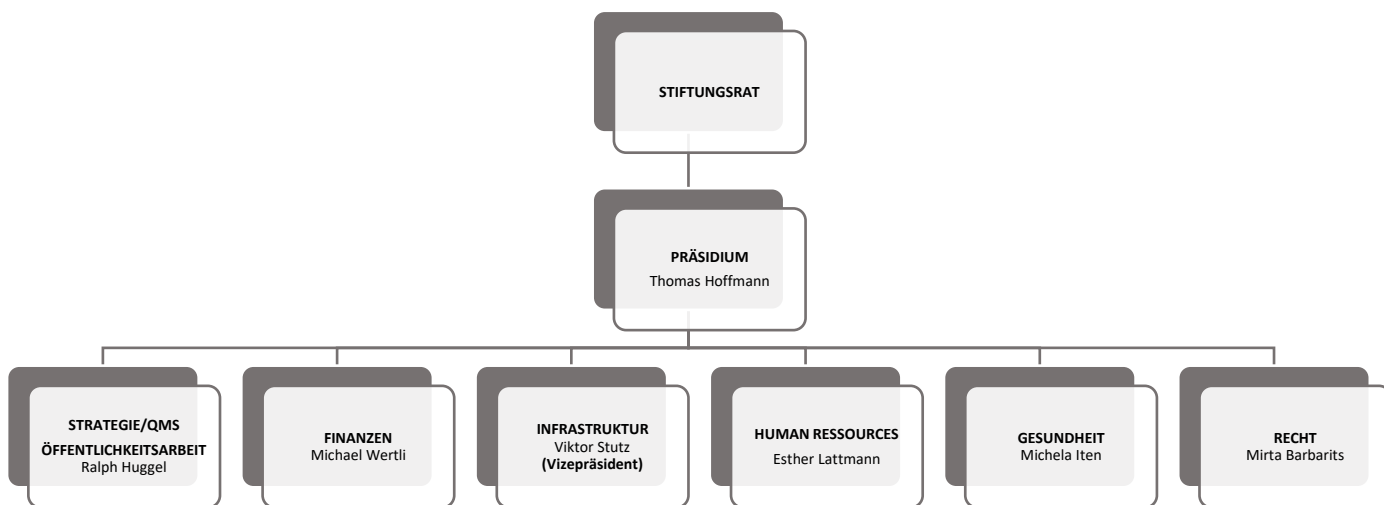 STIFTUNGSRAT
PRÄSIDIUM
Thomas Hoffmann
STRATEGIE/QMS
ÖFFENTLICHKEITSARBEIT
Ralph Huggel
FINANZEN
Michael Wertli
INFRASTRUKTUR
Viktor Stutz
(Vizepräsident)
HUMAN RESSOURCES
Esther Lattmann
GESUNDHEIT
Michela Iten
RECHT
Mirta Barbarits